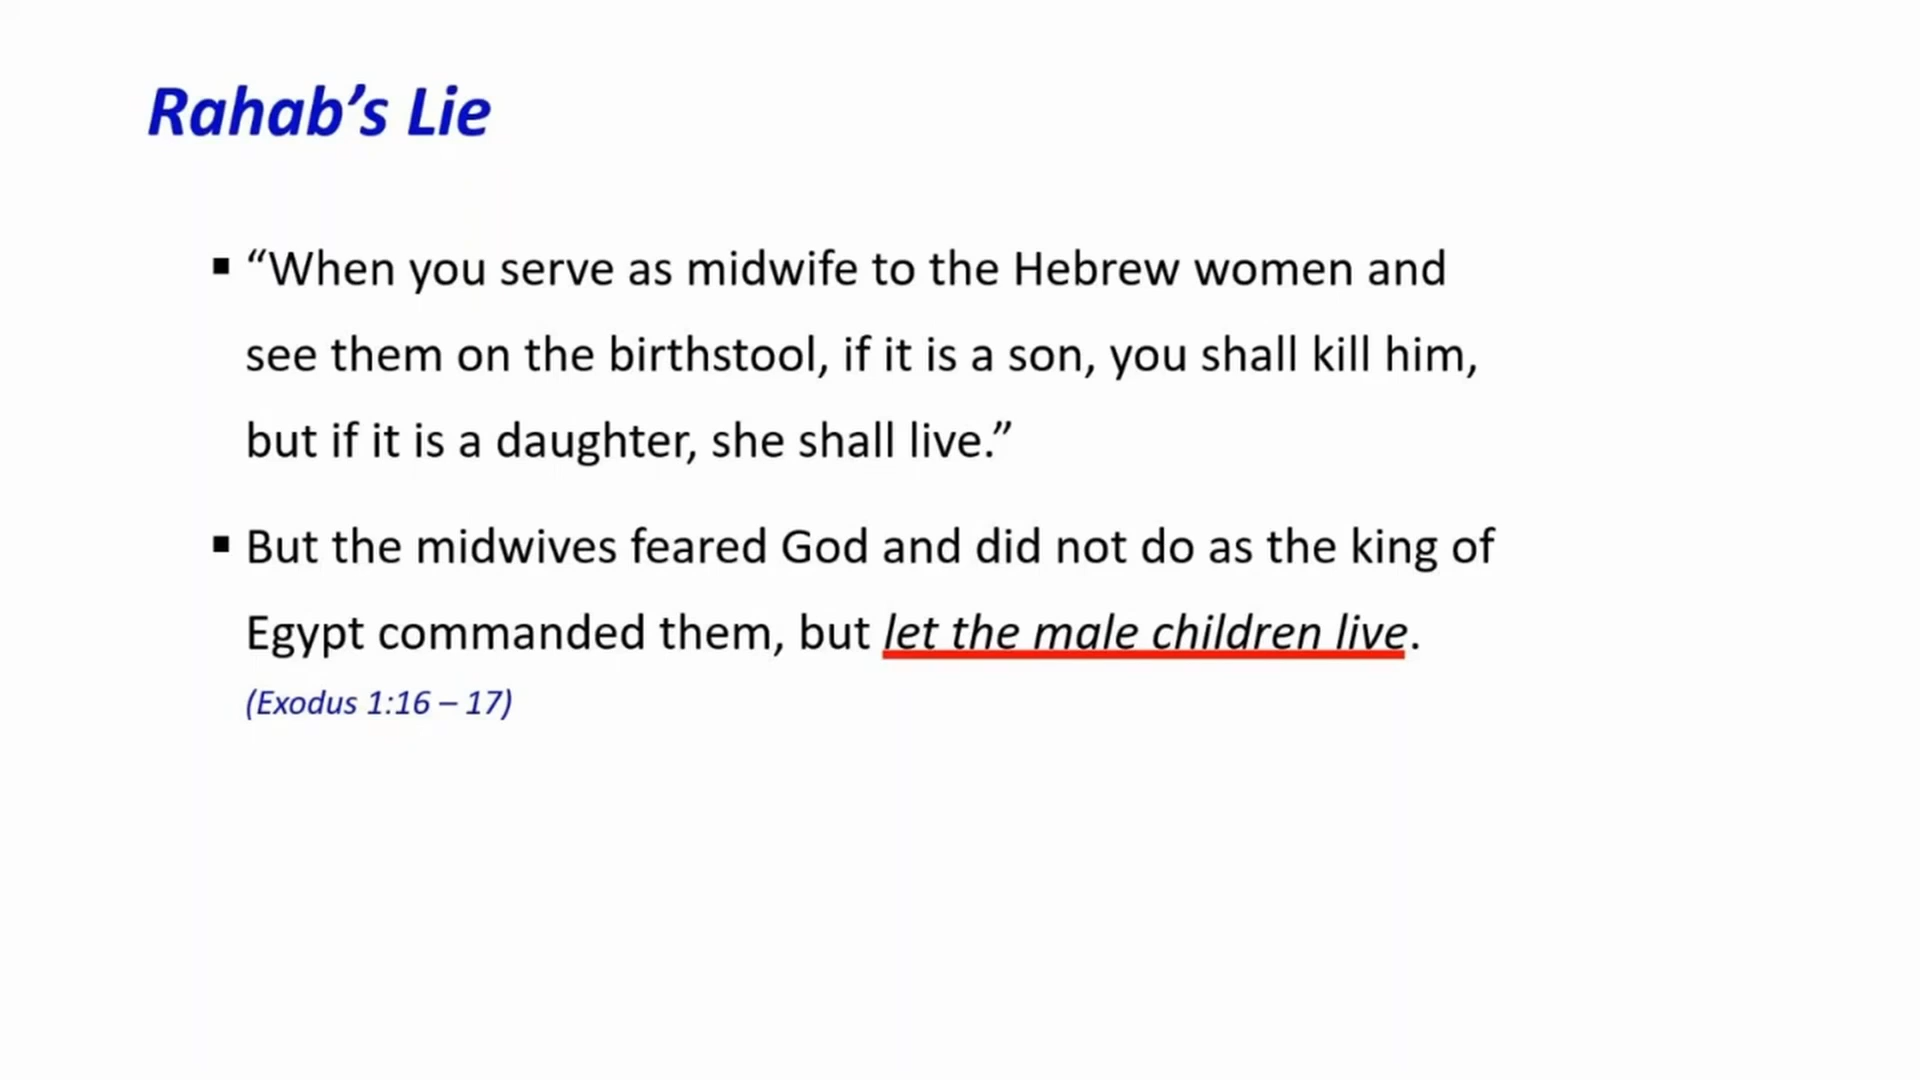 Rahab’s Lie
▪ “When you serve as midwife to the Hebrew women and
see them on the birthstool, if it is a son, you shall kill him,
but if it is a daughter, she shall live.”
▪ But the midwives feared God and did not do as the king of
Egypt commanded them, but let the male children live.
(Exodus 1:16 – 17)